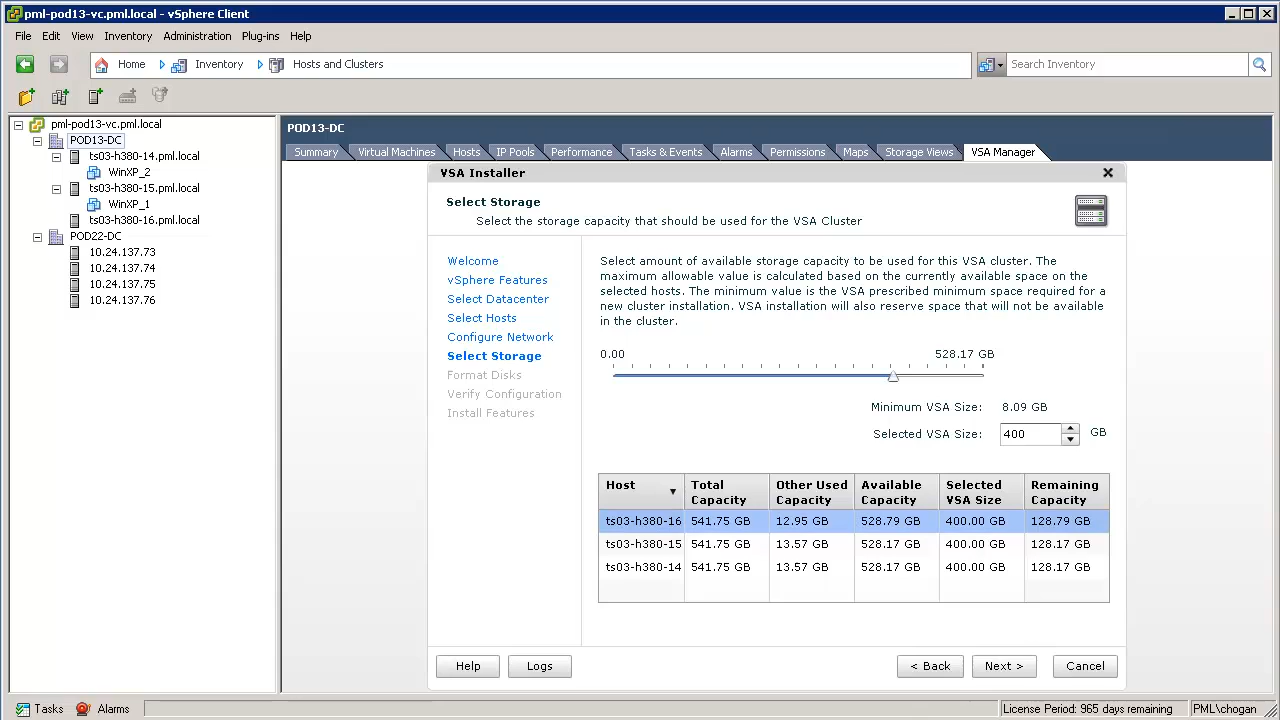 pml-pod13-vc.pml.local - vSphere Client
File Edit View Inventory Administration Plug-ins Help
Home Inventory Hosts and Clusters Search Inventory
pml-pod13-vc.pml.local
POD13-DC
ts03-h380-14.pml.local
WinXP_2
ts03-h380-15.pml.local
WinXP_1
ts03-h380-16.pml.local
POD22-DC
10.24.137.73
10.24.137.74
10.24.137.75
10.24.137.76
POD13-DC
Summary Virtual Machines Hosts IP Pools Performance Tasks & Events Alarms Permissions Maps Storage Views VSA Manager
VSA Installer
Select Storage
Select the storage capacity that should be used for the VSA Cluster
Welcome
vSphere Features
Select Datacenter
Select Hosts
Configure Network
Select Storage
Format Disks
Verify Configuration
Install Features
Select amount of available storage capacity to be used for this VSA cluster. The
maximum allowable value is calculated based on the currently available space on the
selected hosts. The minimum value is the VSA prescribed minimum space required for a
new cluster installation. VSA installation will also reserve space that will not be available
in the cluster.
0.00 528.17 GB
Minimum VSA Size: 8.09 GB
Selected VSA Size: 400 GB
Host Total Capacity Other Used Capacity Available Capacity Selected VSA Size Remaining Capacity
ts03-h380-16 541.75 GB 12.95 GB 528.79 GB 400.00 GB 128.79 GB
ts03-h380-15 541.75 GB 13.57 GB 528.17 GB 400.00 GB 128.17 GB
ts03-h380-14 541.75 GB 13.57 GB 528.17 GB 400.00 GB 128.17 GB
Help Logs < Back Next > Cancel
Tasks Alarms License Period: 965 days remaining PML\chogan